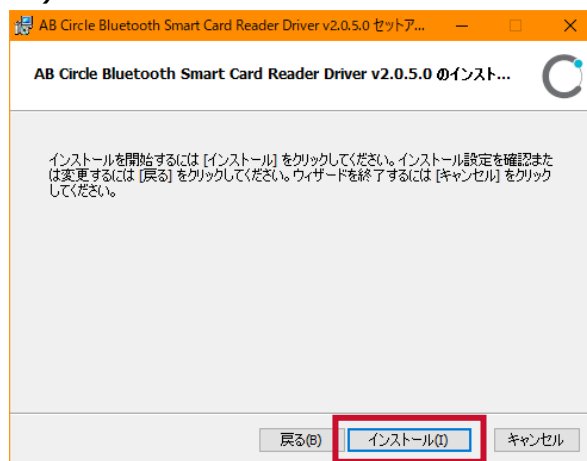 AB Circle Bluetooth Smart Card Reader Driver v2.0.5.0 セットア...
AB Circle Bluetooth Smart Card Reader Driver v2.0.5.0 のインスト...
インストールを開始するには [インストール] をクリックしてください。インストール設定を確認また
は変更するには [戻る] をクリックしてください。ウィザードを終了するには [キャンセル] をクリック
してください。
戻る(B) インストール(I) キャンセル